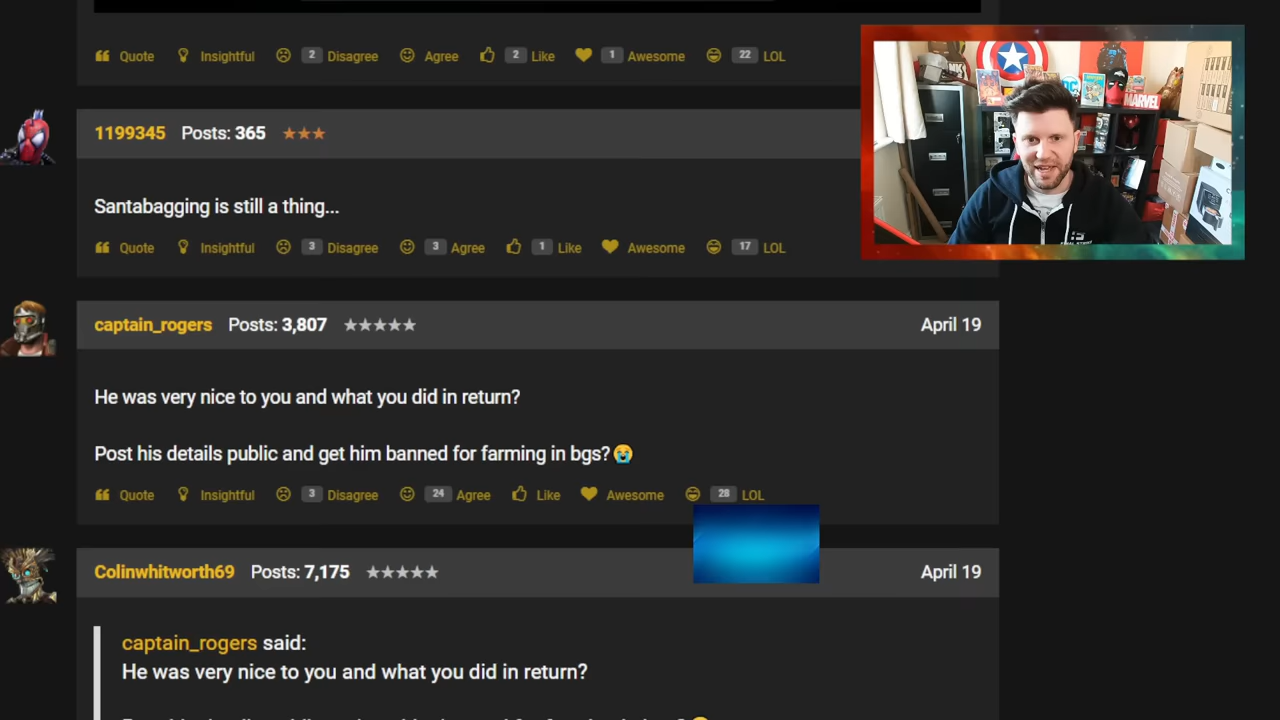 Quote Insightful 2 Disagree Agree 2 Like 1 Awesome 22 LOL
1199345 Posts: 365
Santabagging is still a thing...
Quote Insightful 3 Disagree 3 Agree 1 Like Awesome 17 LOL
captain_rogers Posts: 3,807 April 19
He was very nice to you and what you did in return?
Post his details public and get him banned for farming in bgs?😭
Quote Insightful 3 Disagree 24 Agree Like Awesome 28 LOL
Colinwhitworth69 Posts: 7,175 April 19
captain_rogers said:
He was very nice to you and what you did in return?
MARVEL